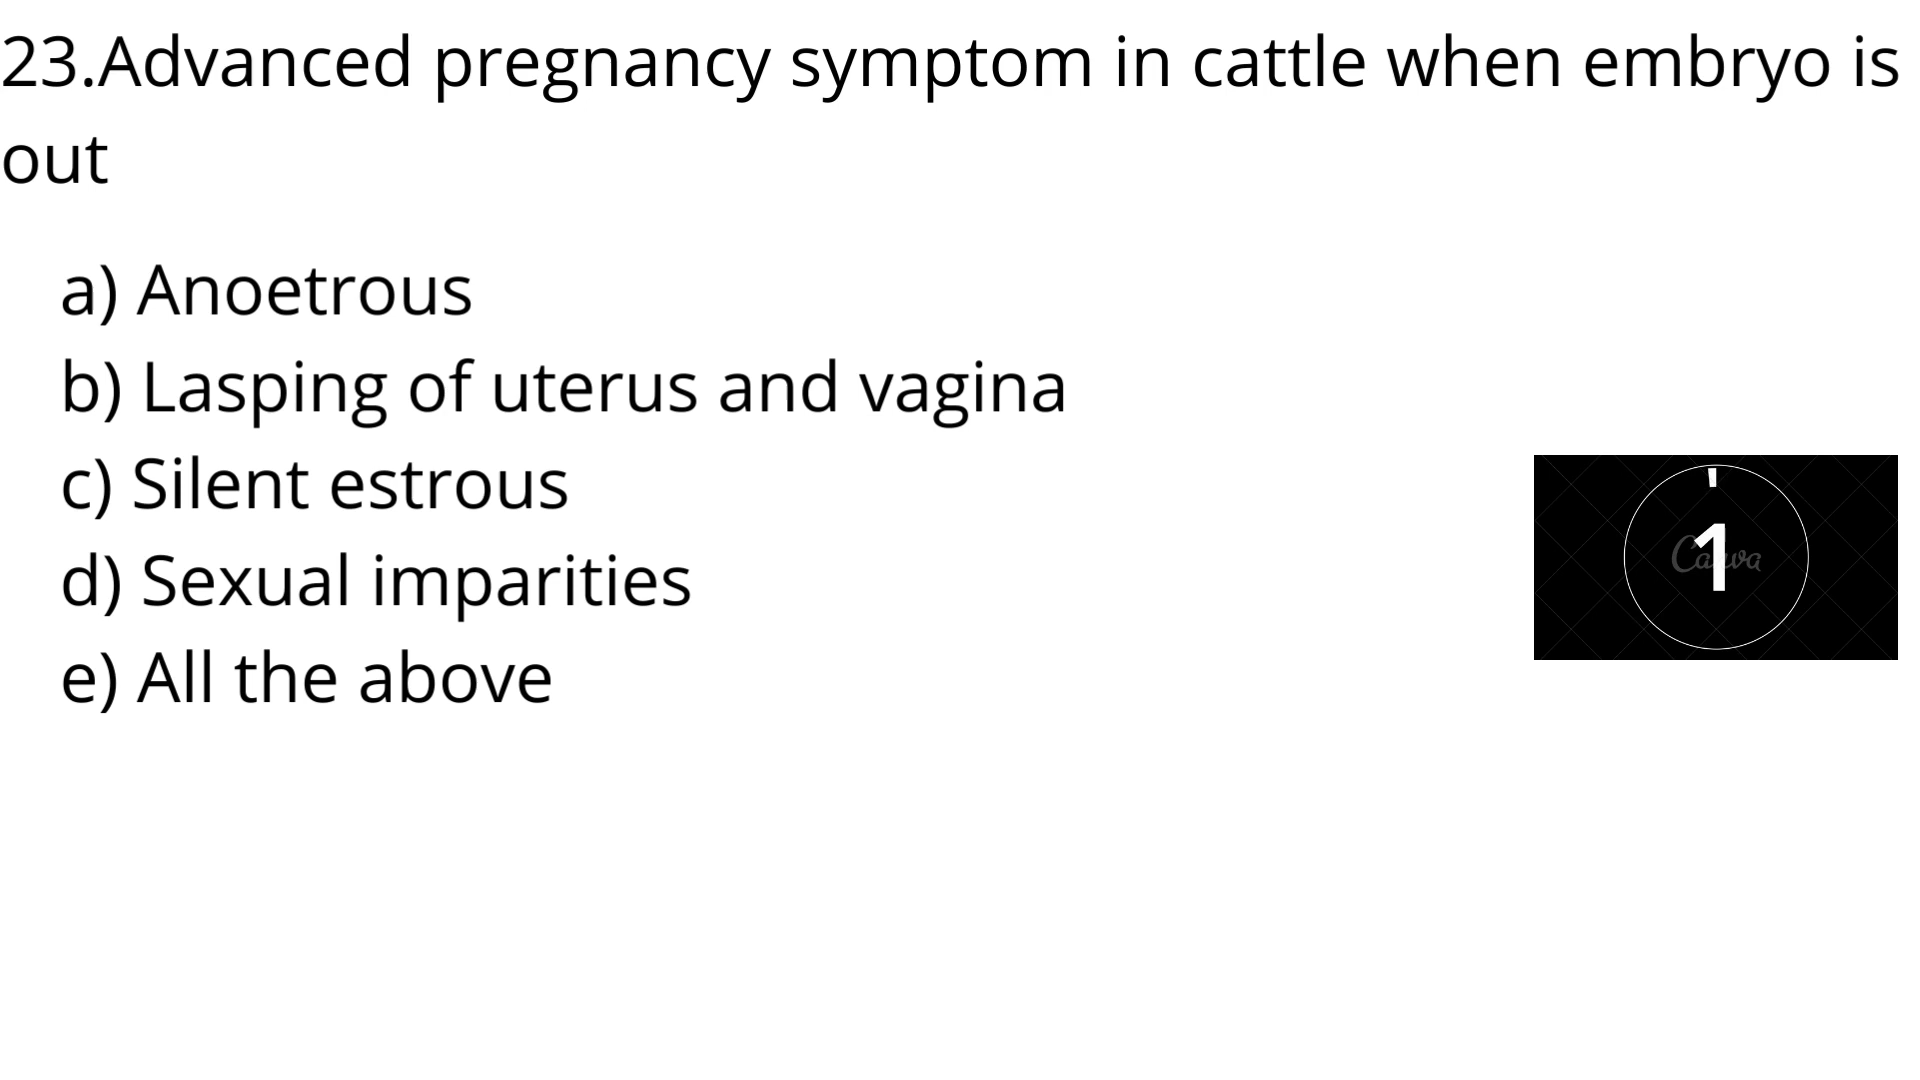 23.Advanced pregnancy symptom in cattle when embryo is
out
a) Anoetrous
b) Lasping of uterus and vagina
c) Silent estrous
d) Sexual imparities
e) All the above
Canva
1